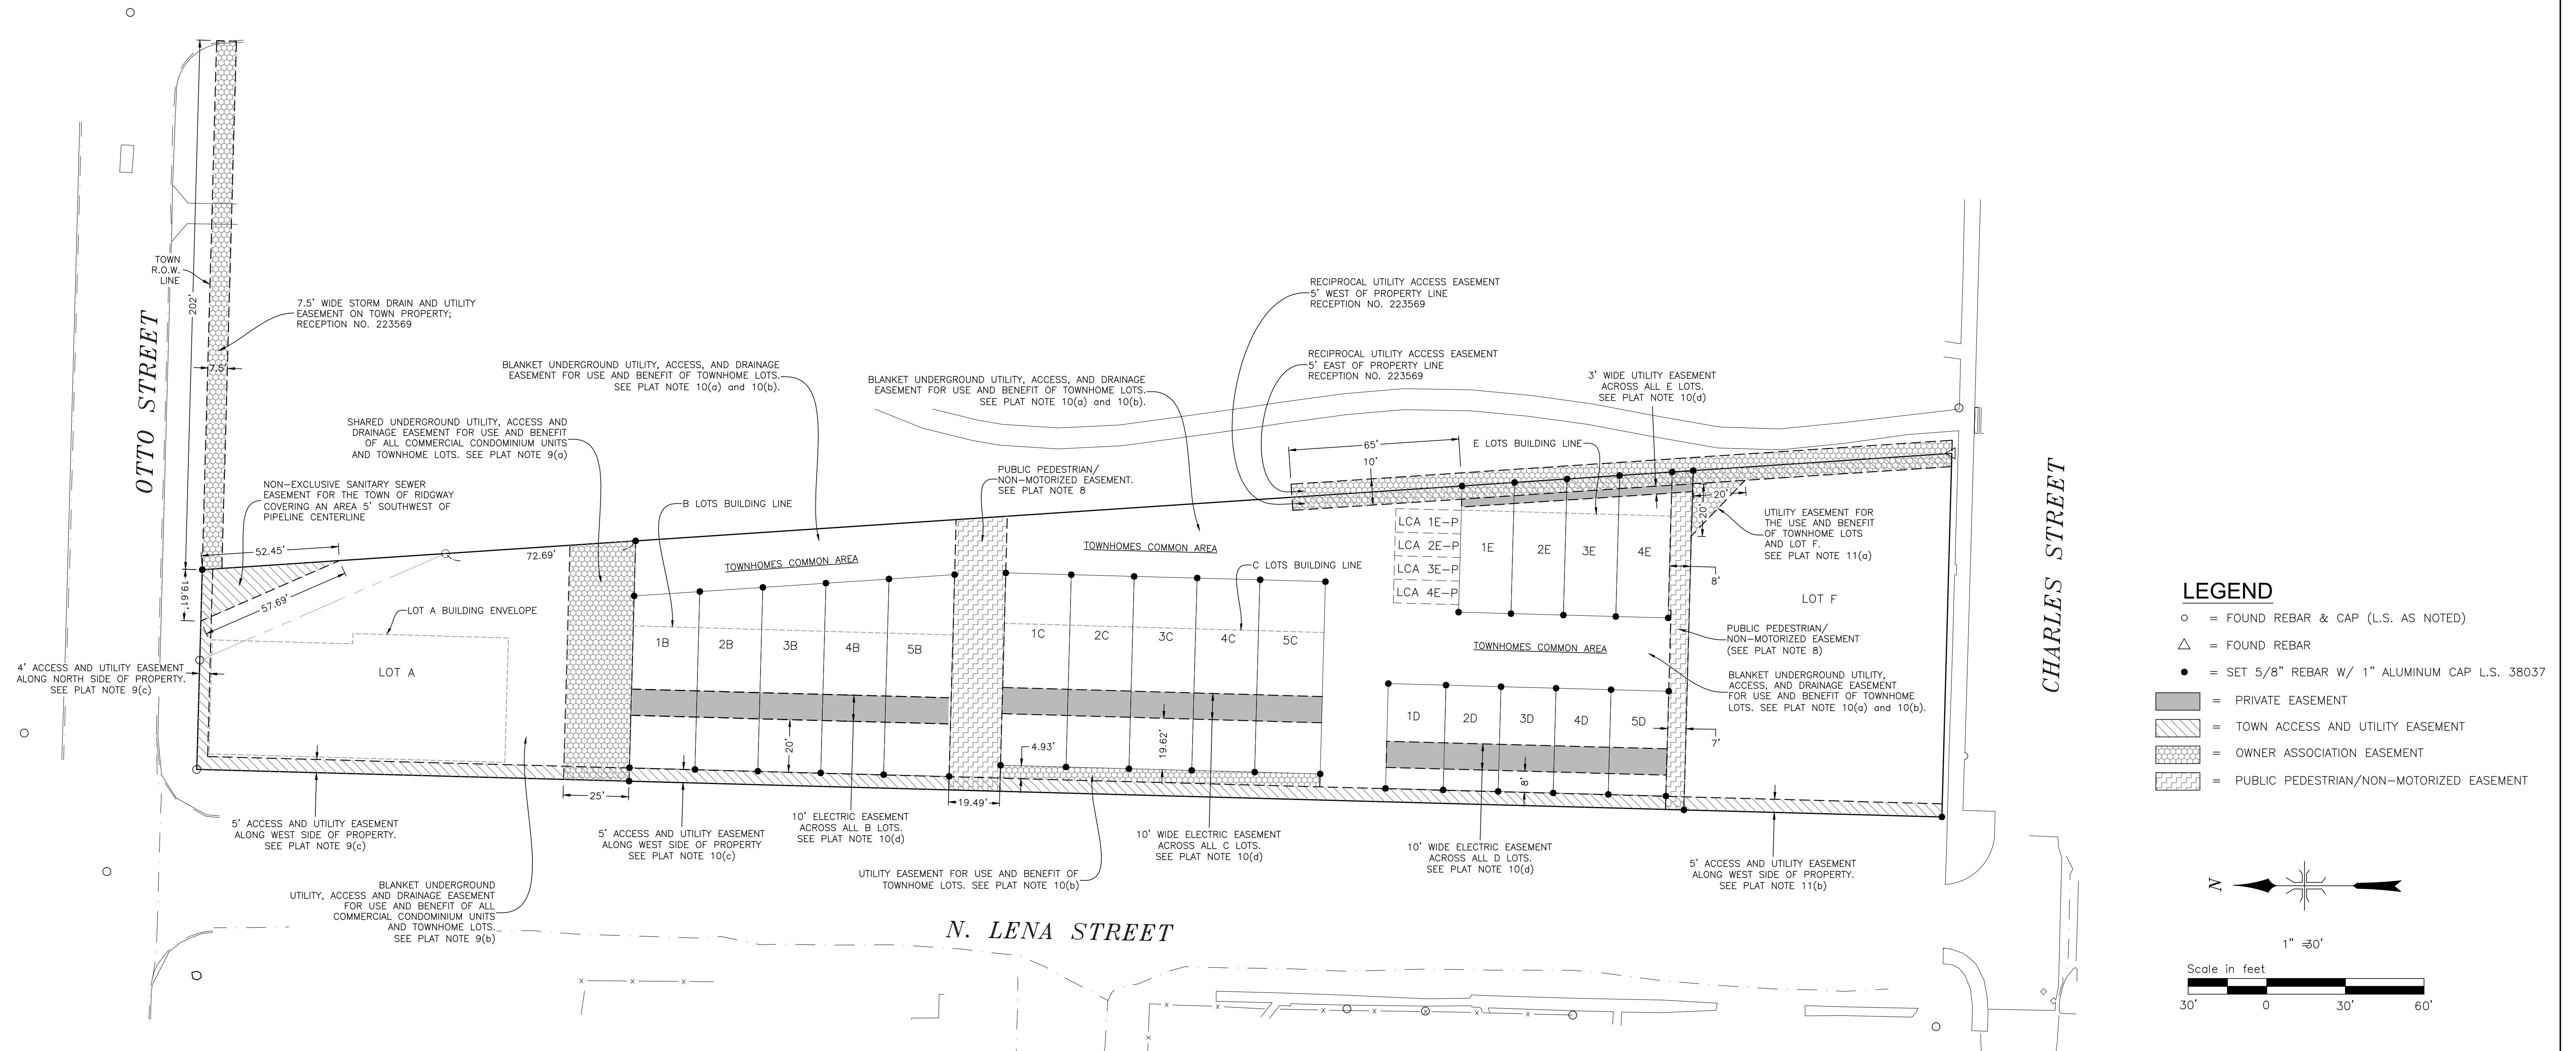 OTTO STREET
TOWN
R.O.W.
LINE
202'
7.5'
7.5' WIDE STORM DRAIN AND UTILITY
EASEMENT ON TOWN PROPERTY;
RECEPTION NO. 223569
BLANKET UNDERGROUND UTILITY, ACCESS, AND DRAINAGE
EASEMENT FOR USE AND BENEFIT OF TOWNHOME LOTS.
SEE PLAT NOTE 10(a) and 10(b).
SHARED UNDERGROUND UTILITY, ACCESS AND
DRAINAGE EASEMENT FOR USE AND BENEFIT
OF ALL COMMERCIAL CONDOMINIUM UNITS
AND TOWNHOME LOTS. SEE PLAT NOTE 9(a)
NON-EXCLUSIVE SANITARY SEWER
EASEMENT FOR THE TOWN OF RIDGWAY
COVERING AN AREA 5' SOUTHWEST OF
PIPELINE CENTERLINE
52.45'
72.69'
19.61'
57.69'
LOT A BUILDING ENVELOPE
LOT A
4' ACCESS AND UTILITY EASEMENT
ALONG NORTH SIDE OF PROPERTY.
SEE PLAT NOTE 9(c)
5' ACCESS AND UTILITY EASEMENT
ALONG WEST SIDE OF PROPERTY.
SEE PLAT NOTE 9(c)
BLANKET UNDERGROUND
UTILITY, ACCESS AND DRAINAGE EASEMENT
FOR USE AND BENEFIT OF ALL
COMMERCIAL CONDOMINIUM UNITS
AND TOWNHOME LOTS.
SEE PLAT NOTE 9(b)
25'
B LOTS BUILDING LINE
TOWNHOMES COMMON AREA
1B
2B
3B
4B
5B
20'
5' ACCESS AND UTILITY EASEMENT
ALONG WEST SIDE OF PROPERTY
SEE PLAT NOTE 10(c)
10' ELECTRIC EASEMENT
ACROSS ALL B LOTS.
SEE PLAT NOTE 10(d)
BLANKET UNDERGROUND UTILITY, ACCESS, AND DRAINAGE
EASEMENT FOR USE AND BENEFIT OF TOWNHOME LOTS.
SEE PLAT NOTE 10(a) and 10(b).
PUBLIC PEDESTRIAN/
NON-MOTORIZED EASEMENT.
SEE PLAT NOTE 8
TOWNHOMES COMMON AREA
C LOTS BUILDING LINE
1C
2C
3C
4C
5C
4.93'
19.62'
19.49'
UTILITY EASEMENT FOR USE AND BENEFIT OF
TOWNHOME LOTS. SEE PLAT NOTE 10(b)
10' WIDE ELECTRIC EASEMENT
ACROSS ALL C LOTS.
SEE PLAT NOTE 10(d)
RECIPROCAL UTILITY ACCESS EASEMENT
5' WEST OF PROPERTY LINE
RECEPTION NO. 223569
RECIPROCAL UTILITY ACCESS EASEMENT
5' EAST OF PROPERTY LINE
RECEPTION NO. 223569
3' WIDE UTILITY EASEMENT
ACROSS ALL E LOTS.
SEE PLAT NOTE 10(d)
65'
10'
E LOTS BUILDING LINE
LCA 1E-P
LCA 2E-P
LCA 3E-P
LCA 4E-P
1E
2E
3E
4E
20'
20'
UTILITY EASEMENT FOR
THE USE AND BENEFIT
OF TOWNHOME LOTS
AND LOT F.
SEE PLAT NOTE 11(a)
8'
LOT F
PUBLIC PEDESTRIAN/
NON-MOTORIZED EASEMENT
(SEE PLAT NOTE 8)
TOWNHOMES COMMON AREA
BLANKET UNDERGROUND UTILITY,
ACCESS, AND DRAINAGE EASEMENT
FOR USE AND BENEFIT OF TOWNHOME
LOTS. SEE PLAT NOTE 10(a) and 10(b).
1D
2D
3D
4D
5D
7'
8'
10' WIDE ELECTRIC EASEMENT
ACROSS ALL D LOTS.
SEE PLAT NOTE 10(d)
5' ACCESS AND UTILITY EASEMENT
ALONG WEST SIDE OF PROPERTY.
SEE PLAT NOTE 11(b)
N. LENA STREET
CHARLES STREET
LEGEND
= FOUND REBAR & CAP (L.S. AS NOTED)
= FOUND REBAR
= SET 5/8" REBAR W/ 1" ALUMINUM CAP L.S. 38037
= PRIVATE EASEMENT
= TOWN ACCESS AND UTILITY EASEMENT
= OWNER ASSOCIATION EASEMENT
= PUBLIC PEDESTRIAN/NON-MOTORIZED EASEMENT
N
1" =30'
Scale in feet
30' 0 30' 60'